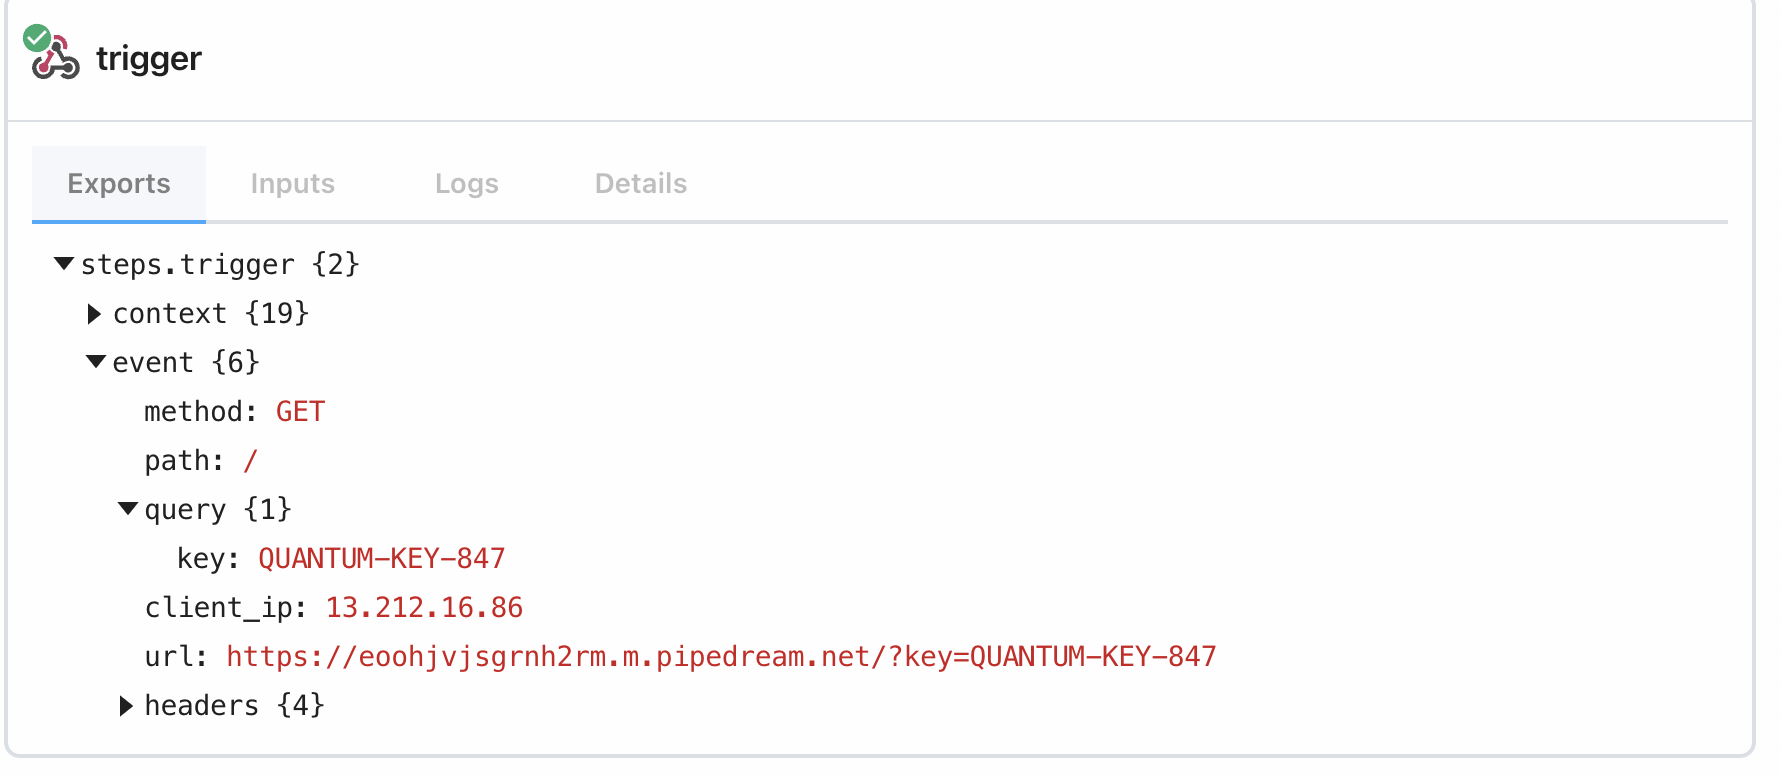 trigger
Exports Inputs Logs Details
steps.trigger {2}
context {19}
event {6}
method: GET
path: /
query {1}
key: QUANTUM-KEY-847
client_ip: 13.212.16.86
url: https://eoohjvjsgrnh2rm.m.pipedream.net/?key=QUANTUM-KEY-847
headers {4}